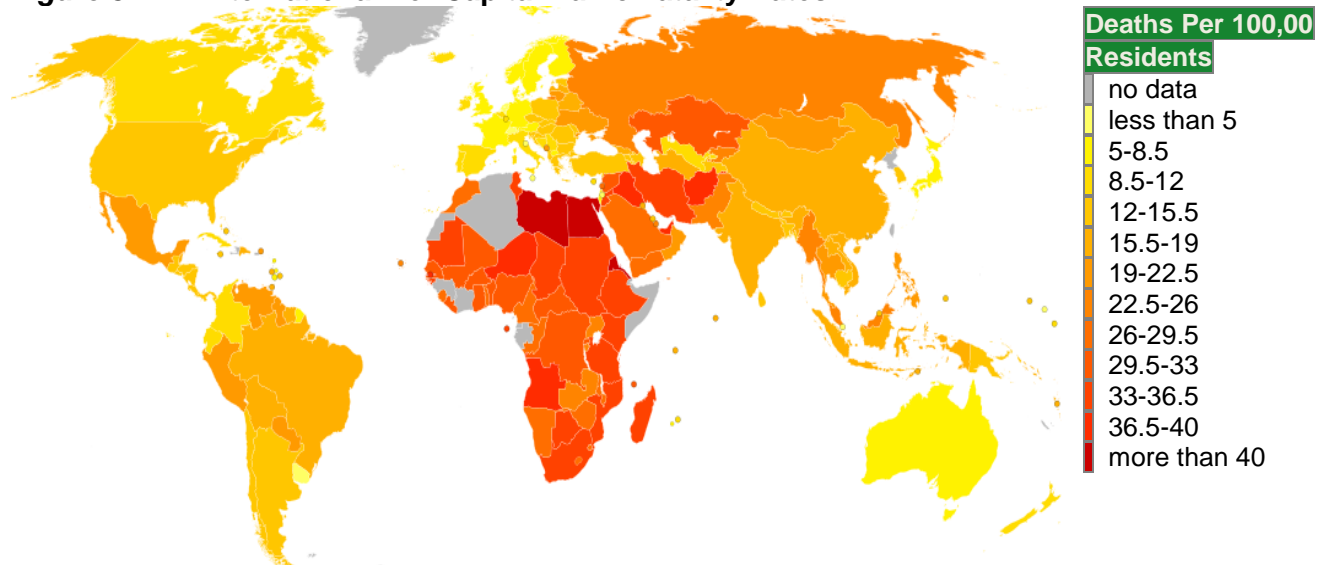 Deaths Per 100,00
Residents
no data
less than 5
5-8.5
8.5-12
12-15.5
15.5-19
19-22.5
22.5-26
26-29.5
29.5-33
33-36.5
36.5-40
more than 40